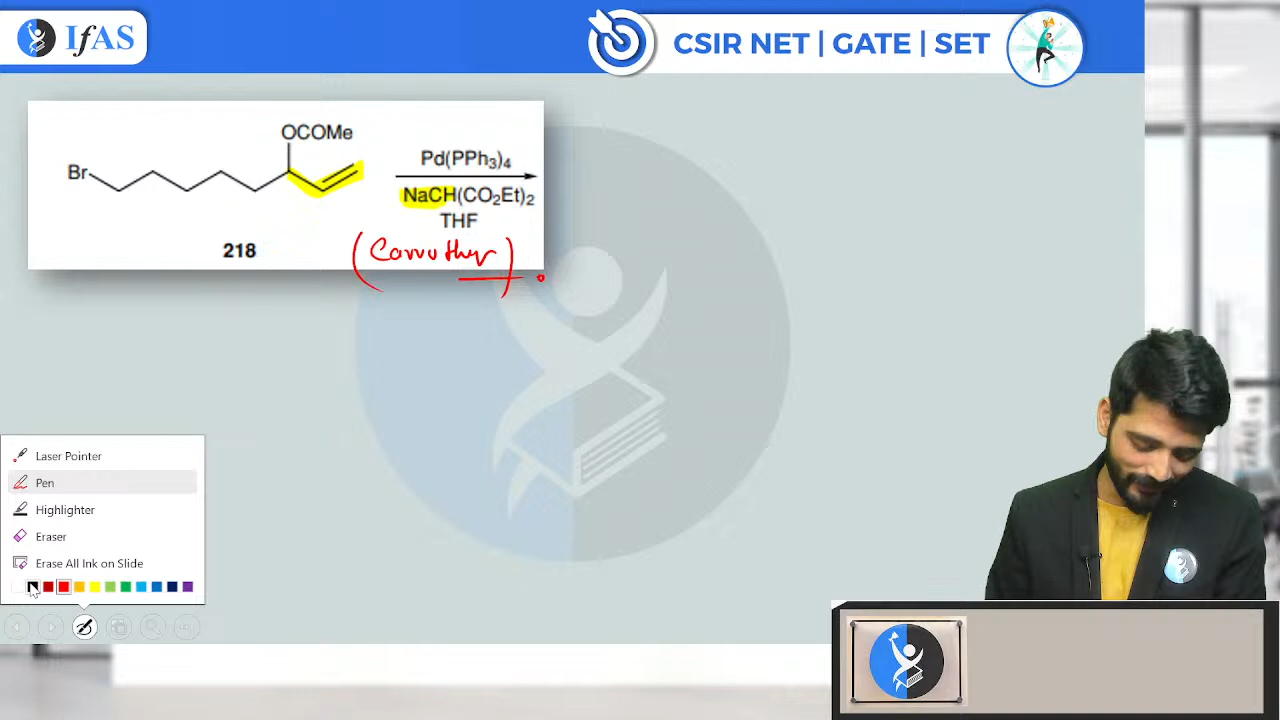 IfAS
CSIR NET | GATE | SET
OCOMe
Br
Pd(PPh3)4
NaCH(CO2Et)2
THF
218
(Carruther)
Laser Pointer
Pen
Highlighter
Eraser
Erase All Ink on Slide